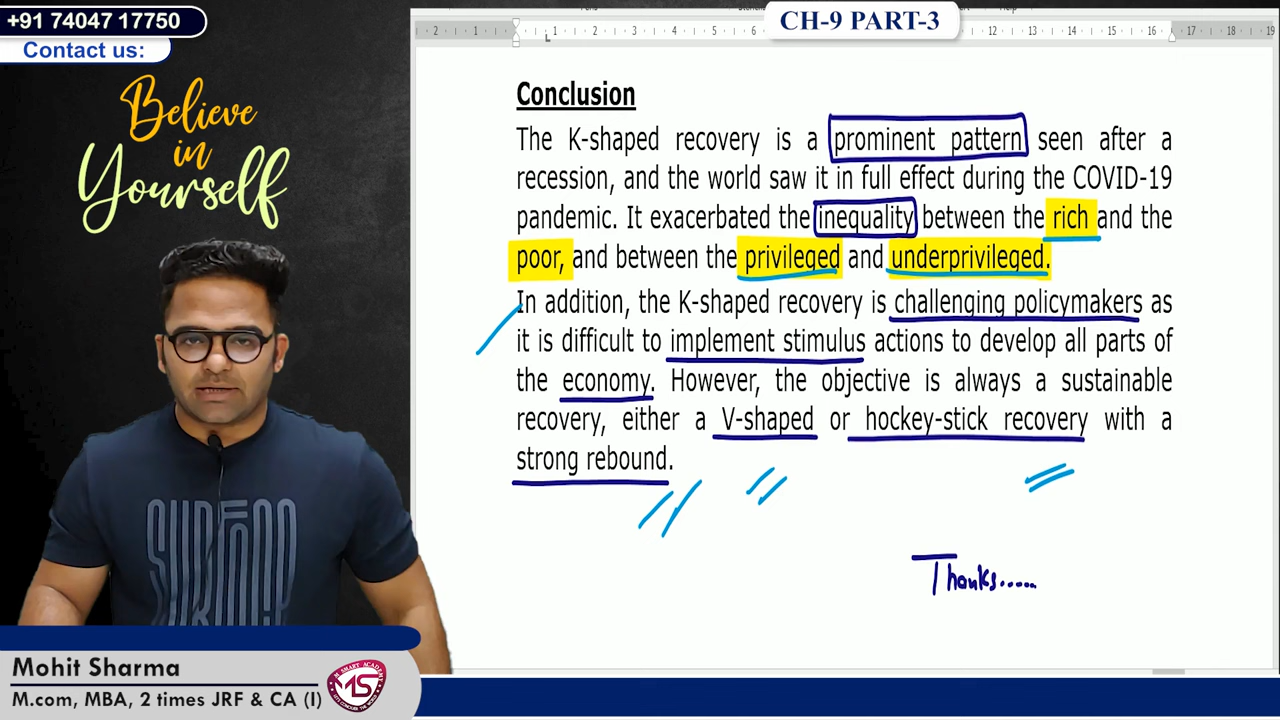 +91 74047 17750
Contact us:
CH-9 PART-3
Believe
in
Yourself
Conclusion
The K-shaped recovery is a prominent pattern seen after a
recession, and the world saw it in full effect during the COVID-19
pandemic. It exacerbated the inequality between the rich and the
poor, and between the privileged and underprivileged.
In addition, the K-shaped recovery is challenging policymakers as
it is difficult to implement stimulus actions to develop all parts of
the economy. However, the objective is always a sustainable
recovery, either a V-shaped or hockey-stick recovery with a
strong rebound.
Thanks.....
Mohit Sharma
M.com, MBA, 2 times JRF & CA (I)
MS